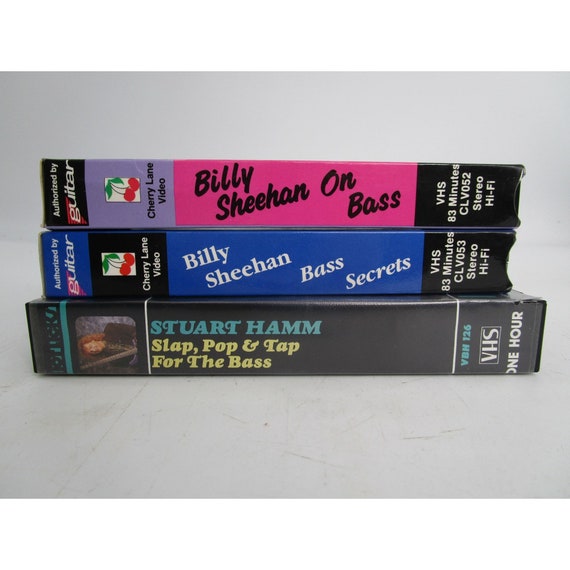 Authorized by
guitar
Cherry Lane
Video
Billy
Sheehan On
Bass
VHS
83 Minutes
CLV052
Stereo
Hi-Fi
Authorized by
guitar
Cherry Lane
Video
Billy
Sheehan
Bass
Secrets
VHS
83 Minutes
CLV053
Stereo
Hi-Fi
STUART HAMM
Slap, Pop & Tap
For The Bass
VBH 126
VHS
ONE HOUR